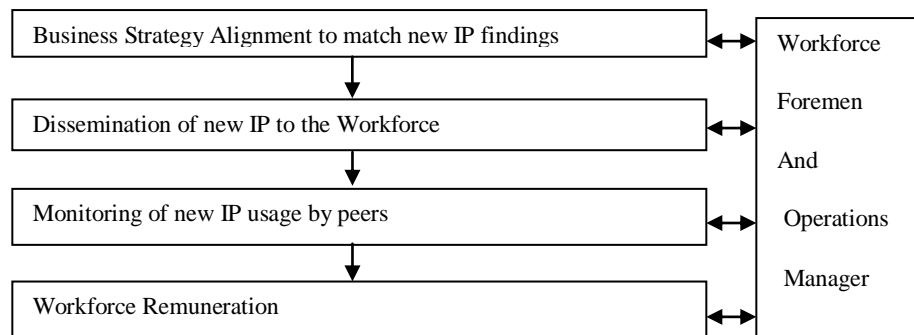 Business Strategy Alignment to match new IP findings
Dissemination of new IP to the Workforce
Monitoring of new IP usage by peers
Workforce Remuneration
Workforce
Foremen
And
Operations
Manager